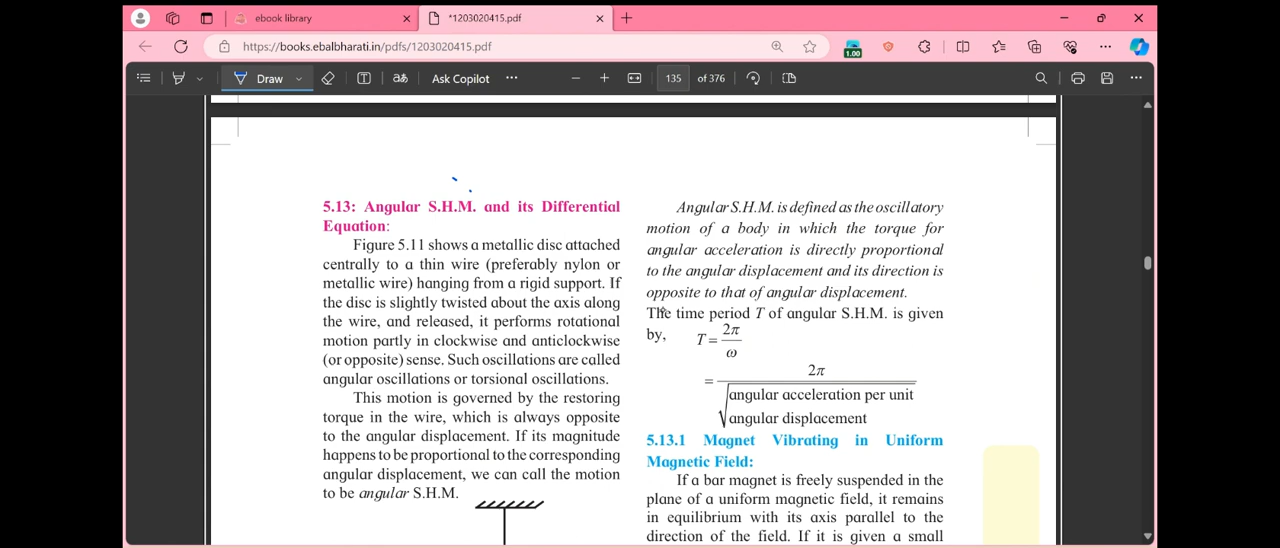 ebook library
*1203020415.pdf
https://books.ebalbharati.in/pdfs/1203020415.pdf
1.00
Draw
Ask Copilot
135 of 376
5.13: Angular S.H.M. and its Differential
Equation:
Figure 5.11 shows a metallic disc attached
centrally to a thin wire (preferably nylon or
metallic wire) hanging from a rigid support. If
the disc is slightly twisted about the axis along
the wire, and released, it performs rotational
motion partly in clockwise and anticlockwise
(or opposite) sense. Such oscillations are called
angular oscillations or torsional oscillations.
This motion is governed by the restoring
torque in the wire, which is always opposite
to the angular displacement. If its magnitude
happens to be proportional to the corresponding
angular displacement, we can call the motion
to be angular S.H.M.
Angular S.H.M. is defined as the oscillatory
motion of a body in which the torque for
angular acceleration is directly proportional
to the angular displacement and its direction is
opposite to that of angular displacement.
The time period T of angular S.H.M. is given
by, T = 2π / ω
= 2π / √
angular acceleration per unit
angular displacement
5.13.1 Magnet Vibrating in Uniform
Magnetic Field:
If a bar magnet is freely suspended in the
plane of a uniform magnetic field, it remains
in equilibrium with its axis parallel to the
direction of the field. If it is given a small